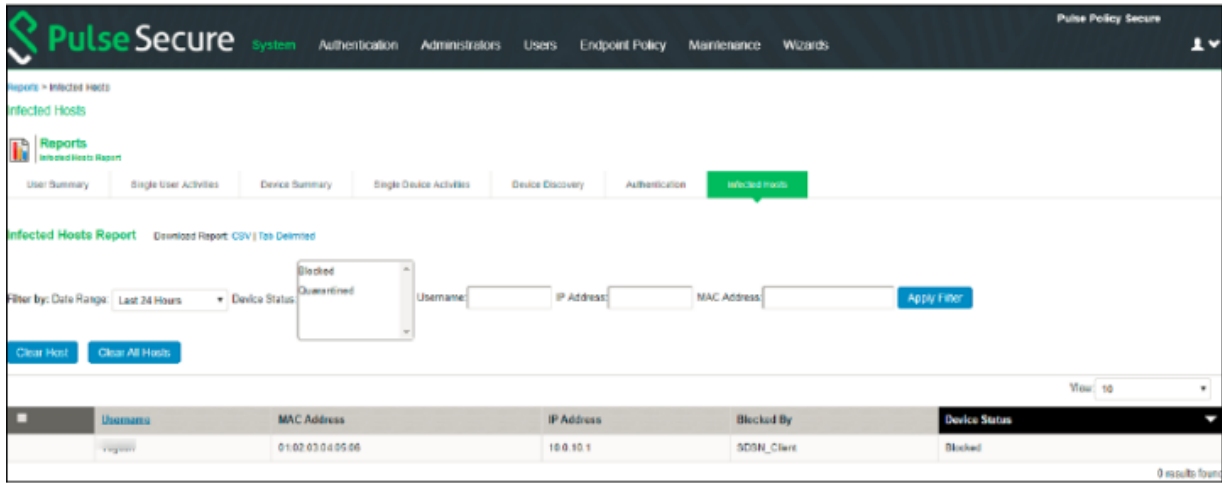 Pulse Policy Secure
Pulse Secure System Authentication Administrators Users Endpoint Policy Maintenance Wizards
Reports > Infected Hosts
Infected Hosts
Reports
Infected Hosts Report
User Summary Single User Activities Device Summary Single Device Activities Device Discovery Authentication Infected Hosts
Infected Hosts Report Download Report: CSV | Tab Delimited
Blocked
Quarantined
Filter by: Date Range: Last 24 Hours Device Status: Username: IP Address: MAC Address: Apply Filter
Clear Host Clear All Hosts
View: 10
Username MAC Address IP Address Blocked By Device Status
01:02:03:04:05:06 10.0.10.1 SDSN_Client Blocked
0 results found